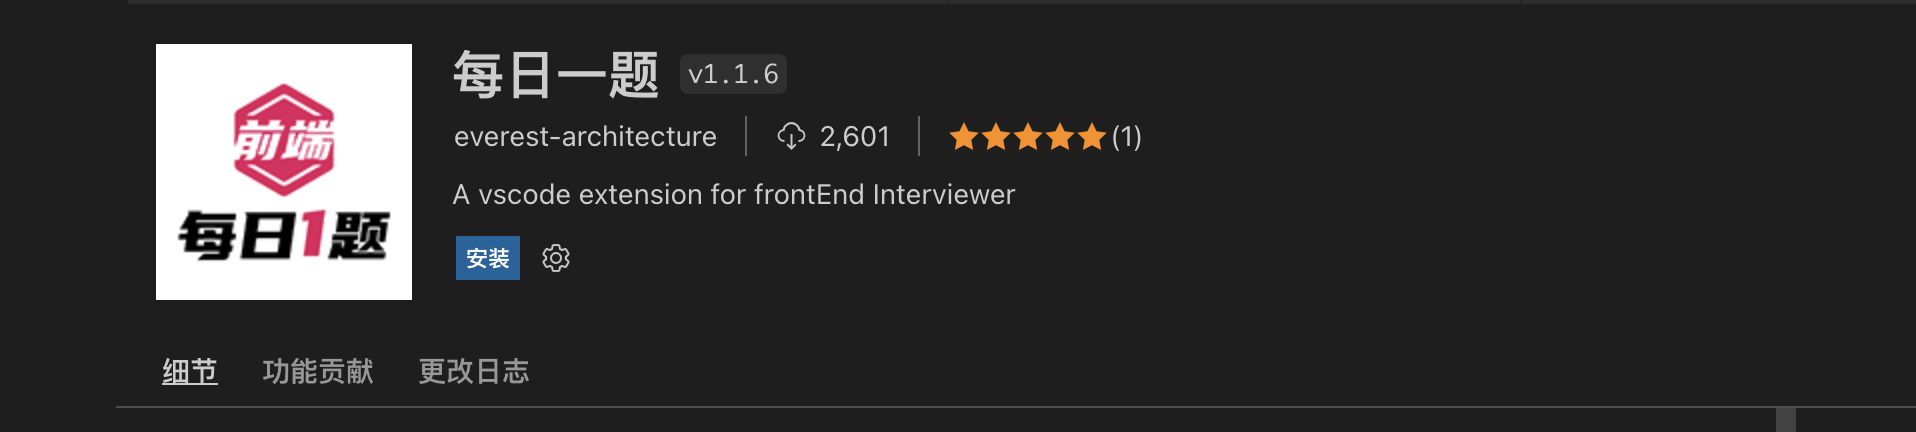 前端
每日1题
每日一题 v1.1.6
everest-architecture 2,601 (1)
A vscode extension for frontEnd Interviewer
安装
细节 功能贡献 更改日志